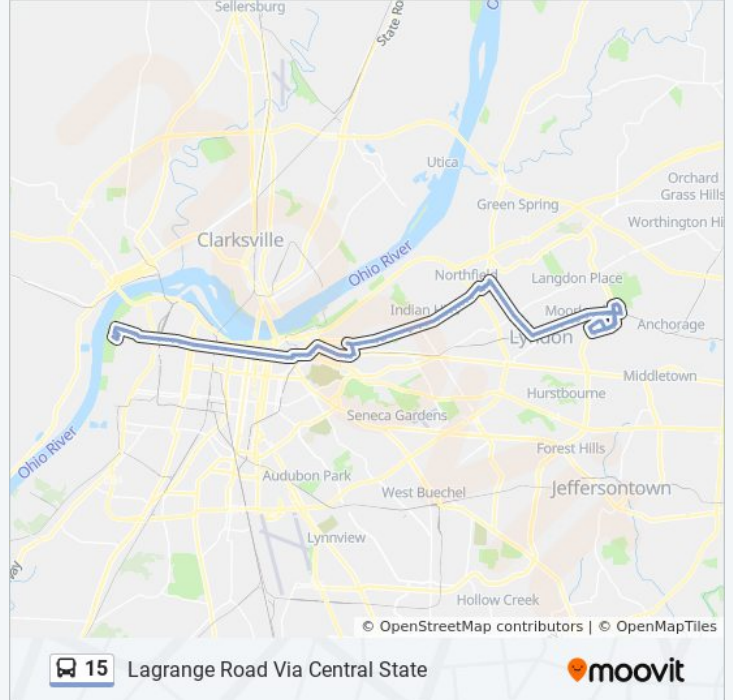 Sellersburg
State Ro
O
Utica
Orchard
Grass Hills
Green Spring
Worthington Hi
Clarksville
Ohio River
Northfield
Langdon Place
Indian H
Moor
Anchorage
Lyndon
Middletown
Hurstbourne
Seneca Gardens
Ohio River
Forest Hills
Audubon Park
West Buechel
Jeffersontown
Lynnview
ay
Hollow Creek
© OpenStreetMap contributors | © OpenMapTiles
15 Lagrange Road Via Central State
moovit